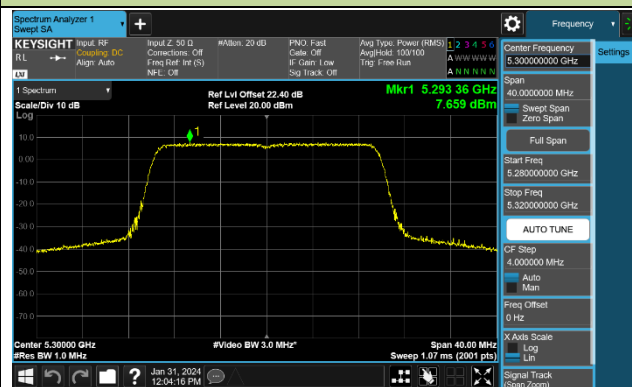 Spectrum Analyzer 1
Swept SA
Frequency
KEYSIGHT
RL
LXI
Input: RF
Coupling: DC
Align: Auto
Input Z: 50 Ω
Corrections: Off
Freq Ref: Int (S)
NFE: Off
#Atten: 20 dB
PNO: Fast
Gate: Off
IF Gain: Low
Sig Track: Off
Avg Type: Power (RMS)
Avg|Hold: 100/100
Trig: Free Run
1 2 3 4 5 6
A W W W W W
A N N N N N
1 Spectrum
Scale/Div 10 dB
Log
Ref Lvl Offset 22.40 dB
Ref Level 20.00 dBm
Mkr1 5.293 36 GHz
7.659 dBm
1
10.0
0.00
-10.0
-20.0
-30.0
-40.0
-50.0
-60.0
-70.0
Center 5.30000 GHz
#Res BW 1.0 MHz
#Video BW 3.0 MHz*
Span 40.00 MHz
Sweep 1.07 ms (2001 pts)
Center Frequency
5.300000000 GHz
Settings
Span
40.0000000 MHz
Swept Span
Zero Span
Full Span
Start Freq
5.280000000 GHz
Stop Freq
5.320000000 GHz
AUTO TUNE
CF Step
4.000000 MHz
Auto
Man
Freq Offset
0 Hz
X Axis Scale
Log
Lin
Signal Track
(Span Zoom)
Jan 31, 2024
12:04:16 PM